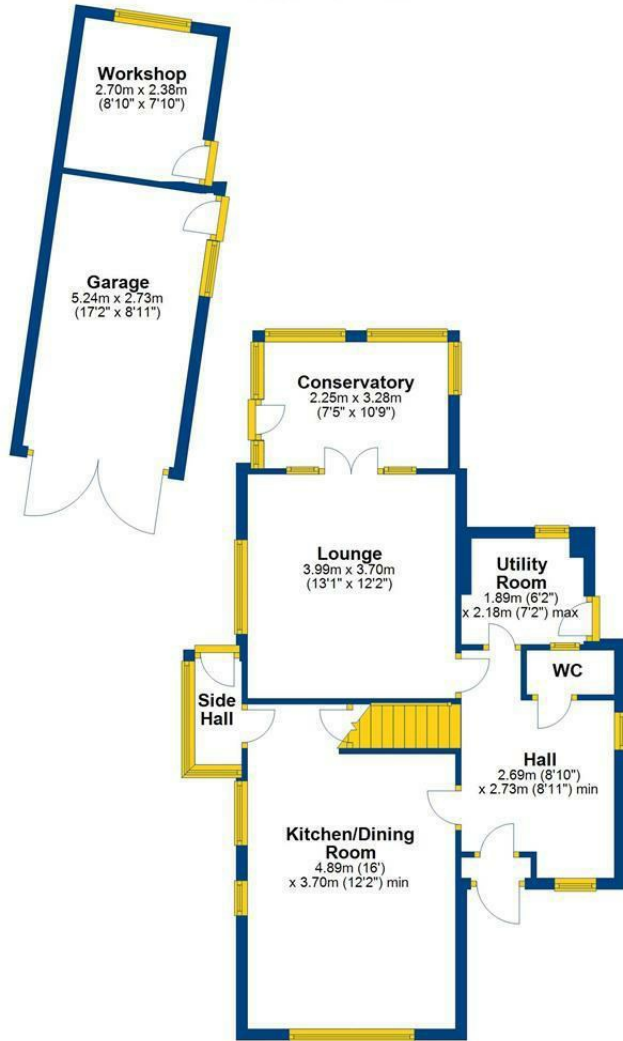 Workshop
2.70m x 2.38m
(8'10" x 7'10")
Garage
5.24m x 2.73m
(17'2" x 8'11")
Conservatory
2.25m x 3.28m
(7'5" x 10'9")
Lounge
3.99m x 3.70m
(13'1" x 12'2")
Utility
Room
1.89m (6'2")
x 2.18m (7'2") max
WC
Side
Hall
Hall
2.69m (8'10")
x 2.73m (8'11") min
Kitchen/Dining
Room
4.89m (16')
x 3.70m (12'2") min